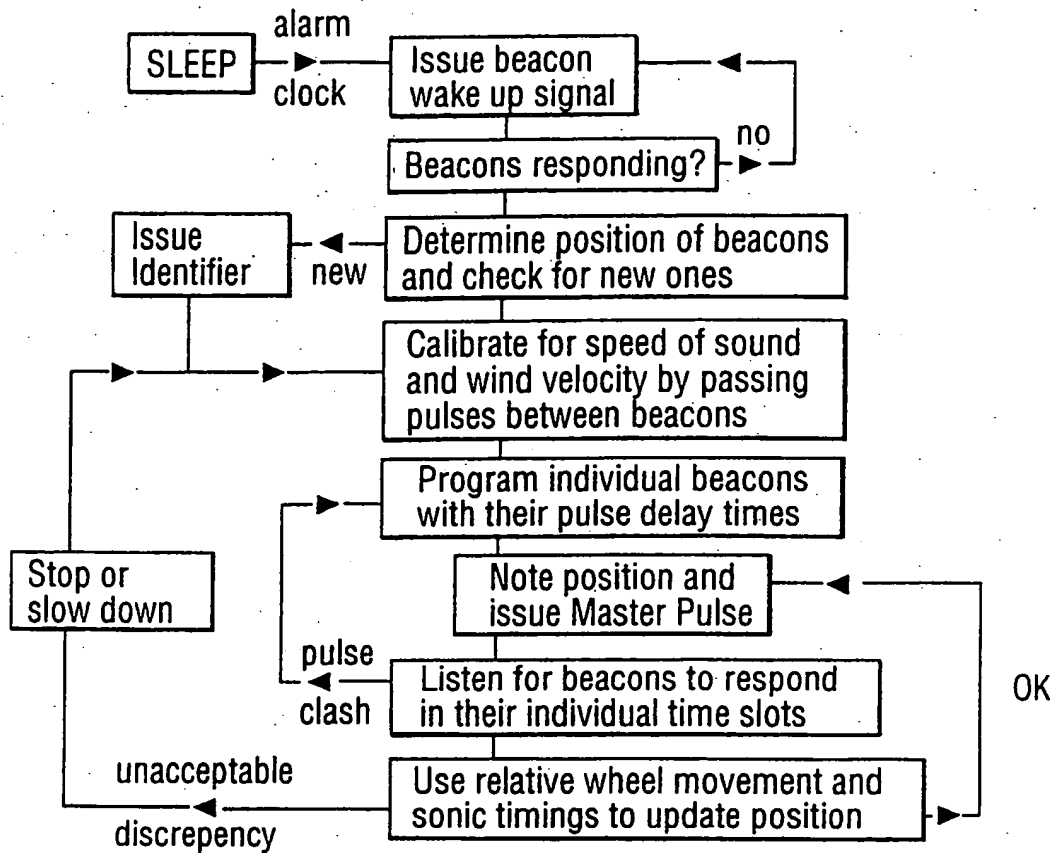 SLEEP
alarm
clock
Issue beacon
wake up signal
Beacons responding?
no
Issue
Identifier
new
Determine position of beacons
and check for new ones
Calibrate for speed of sound
and wind velocity by passing
pulses between beacons
Program individual beacons
with their pulse delay times
Stop or
slow down
Note position and
issue Master Pulse
pulse
clash
Listen for beacons to respond
in their individual time slots
OK
unacceptable
discrepency
Use relative wheel movement and
sonic timings to update position